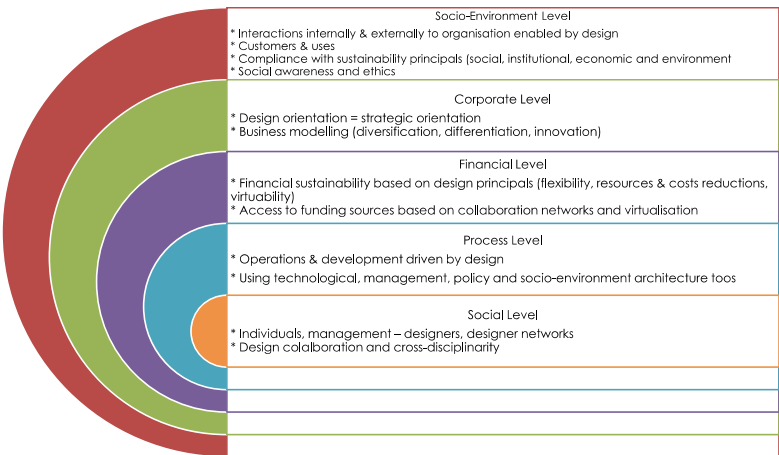 Socio-Environment Level
* Interactions internally & externally to organisation enabled by design
* Customers & uses
* Compliance with sustainability principals (social, institutional, economic and environment
* Social awareness and ethics
Corporate Level
* Design orientation = strategic orientation
* Business modelling (diversification, differentiation, innovation)
Financial Level
* Financial sustainability based on design principals (flexibility, resources & costs reductions,
virtuability)
* Access to funding sources based on collaboration networks and virtualisation
Process Level
* Operations & development driven by design
* Using technological, management, policy and socio-environment architecture toos
Social Level
* Individuals, management – designers, designer networks
* Design colalboration and cross-disciplinarity